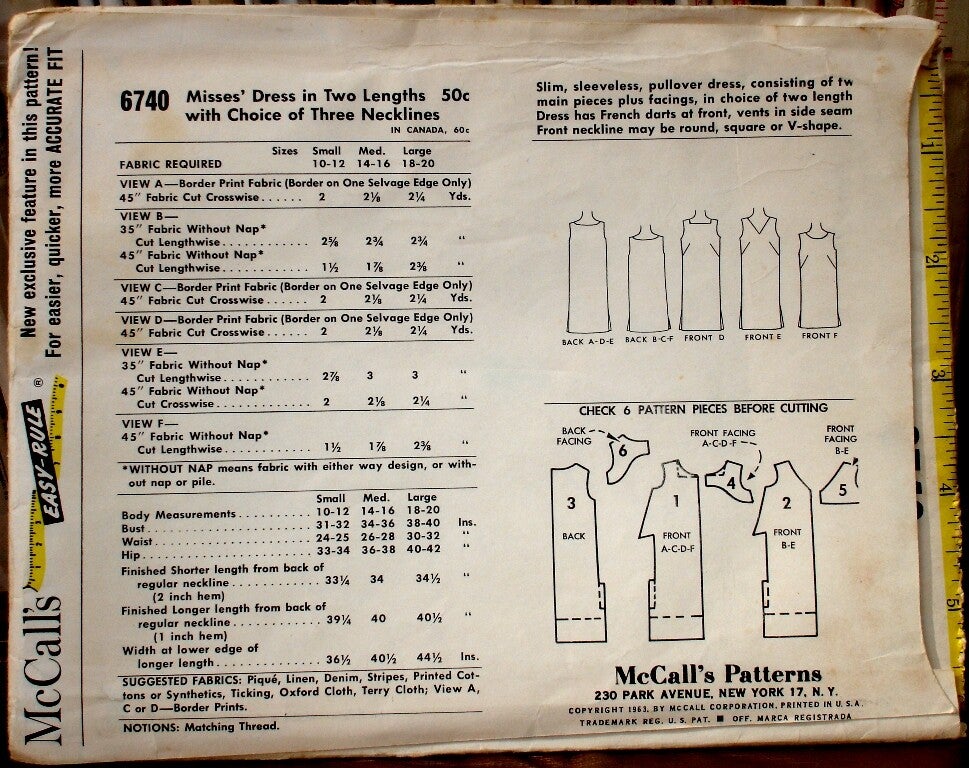 New exclusive feature in this pattern!
For easier, quicker, more ACCURATE FIT
EASY-RULE ®
McCall's
6740 Misses' Dress in Two Lengths 50c
with Choice of Three Necklines
IN CANADA, 60c
Sizes Small Med. Large
FABRIC REQUIRED 10-12 14-16 18-20
VIEW A—Border Print Fabric (Border on One Selvage Edge Only)
45" Fabric Cut Crosswise...... 2 2⅛ 2¼ Yds.
VIEW B—
35" Fabric Without Nap*
Cut Lengthwise............ 2⅝ 2¾ 2¾ "
45" Fabric Without Nap*
Cut Lengthwise............ 1½ 1⅞ 2⅜ "
VIEW C—Border Print Fabric (Border on One Selvage Edge Only)
45" Fabric Cut Crosswise...... 2 2⅛ 2¼ Yds.
VIEW D—Border Print Fabric (Border on One Selvage Edge Only)
45" Fabric Cut Crosswise...... 2 2⅛ 2¼ Yds.
VIEW E—
35" Fabric Without Nap*
Cut Lengthwise............ 2⅞ 3 3 "
45" Fabric Without Nap*
Cut Crosswise............. 2 2⅛ 2¼ "
VIEW F—
45" Fabric Without Nap*
Cut Lengthwise............ 1½ 1⅞ 2⅜ "
*WITHOUT NAP means fabric with either way design, or with-
out nap or pile.
Small Med. Large
Body Measurements.......... 10-12 14-16 18-20
Bust...................... 31-32 34-36 38-40 Ins.
Waist..................... 24-25 26-28 30-32 "
Hip....................... 33-34 36-38 40-42 "
Finished Shorter length from back of
regular neckline............ 33¼ 34 34½ "
(2 inch hem)
Finished Longer length from back of
regular neckline............ 39¼ 40 40½ "
(1 inch hem)
Width at lower edge of
longer length.............. 36½ 40½ 44½ Ins.
SUGGESTED FABRICS: Piqué, Linen, Denim, Stripes, Printed Cot-
tons or Synthetics, Ticking, Oxford Cloth, Terry Cloth; View A,
C or D—Border Prints.
NOTIONS: Matching Thread.
Slim, sleeveless, pullover dress, consisting of tw
main pieces plus facings, in choice of two length
Dress has French darts at front, vents in side seam
Front neckline may be round, square or V-shape.
BACK A-D-E BACK B-C-F FRONT D FRONT E FRONT F
CHECK 6 PATTERN PIECES BEFORE CUTTING
BACK
FACING
6
FRONT FACING
A-C-D-F
4
FRONT
FACING
B-E
5
3
BACK
1
FRONT
A-C-D-F
2
FRONT
B-E
McCall's Patterns
230 PARK AVENUE, NEW YORK 17, N. Y.
COPYRIGHT 1963, BY MCCALL CORPORATION, PRINTED IN U. S. A.
TRADEMARK REG. U. S. PAT. ■ OFF. MARCA REGISTRADA
2
3
4
5